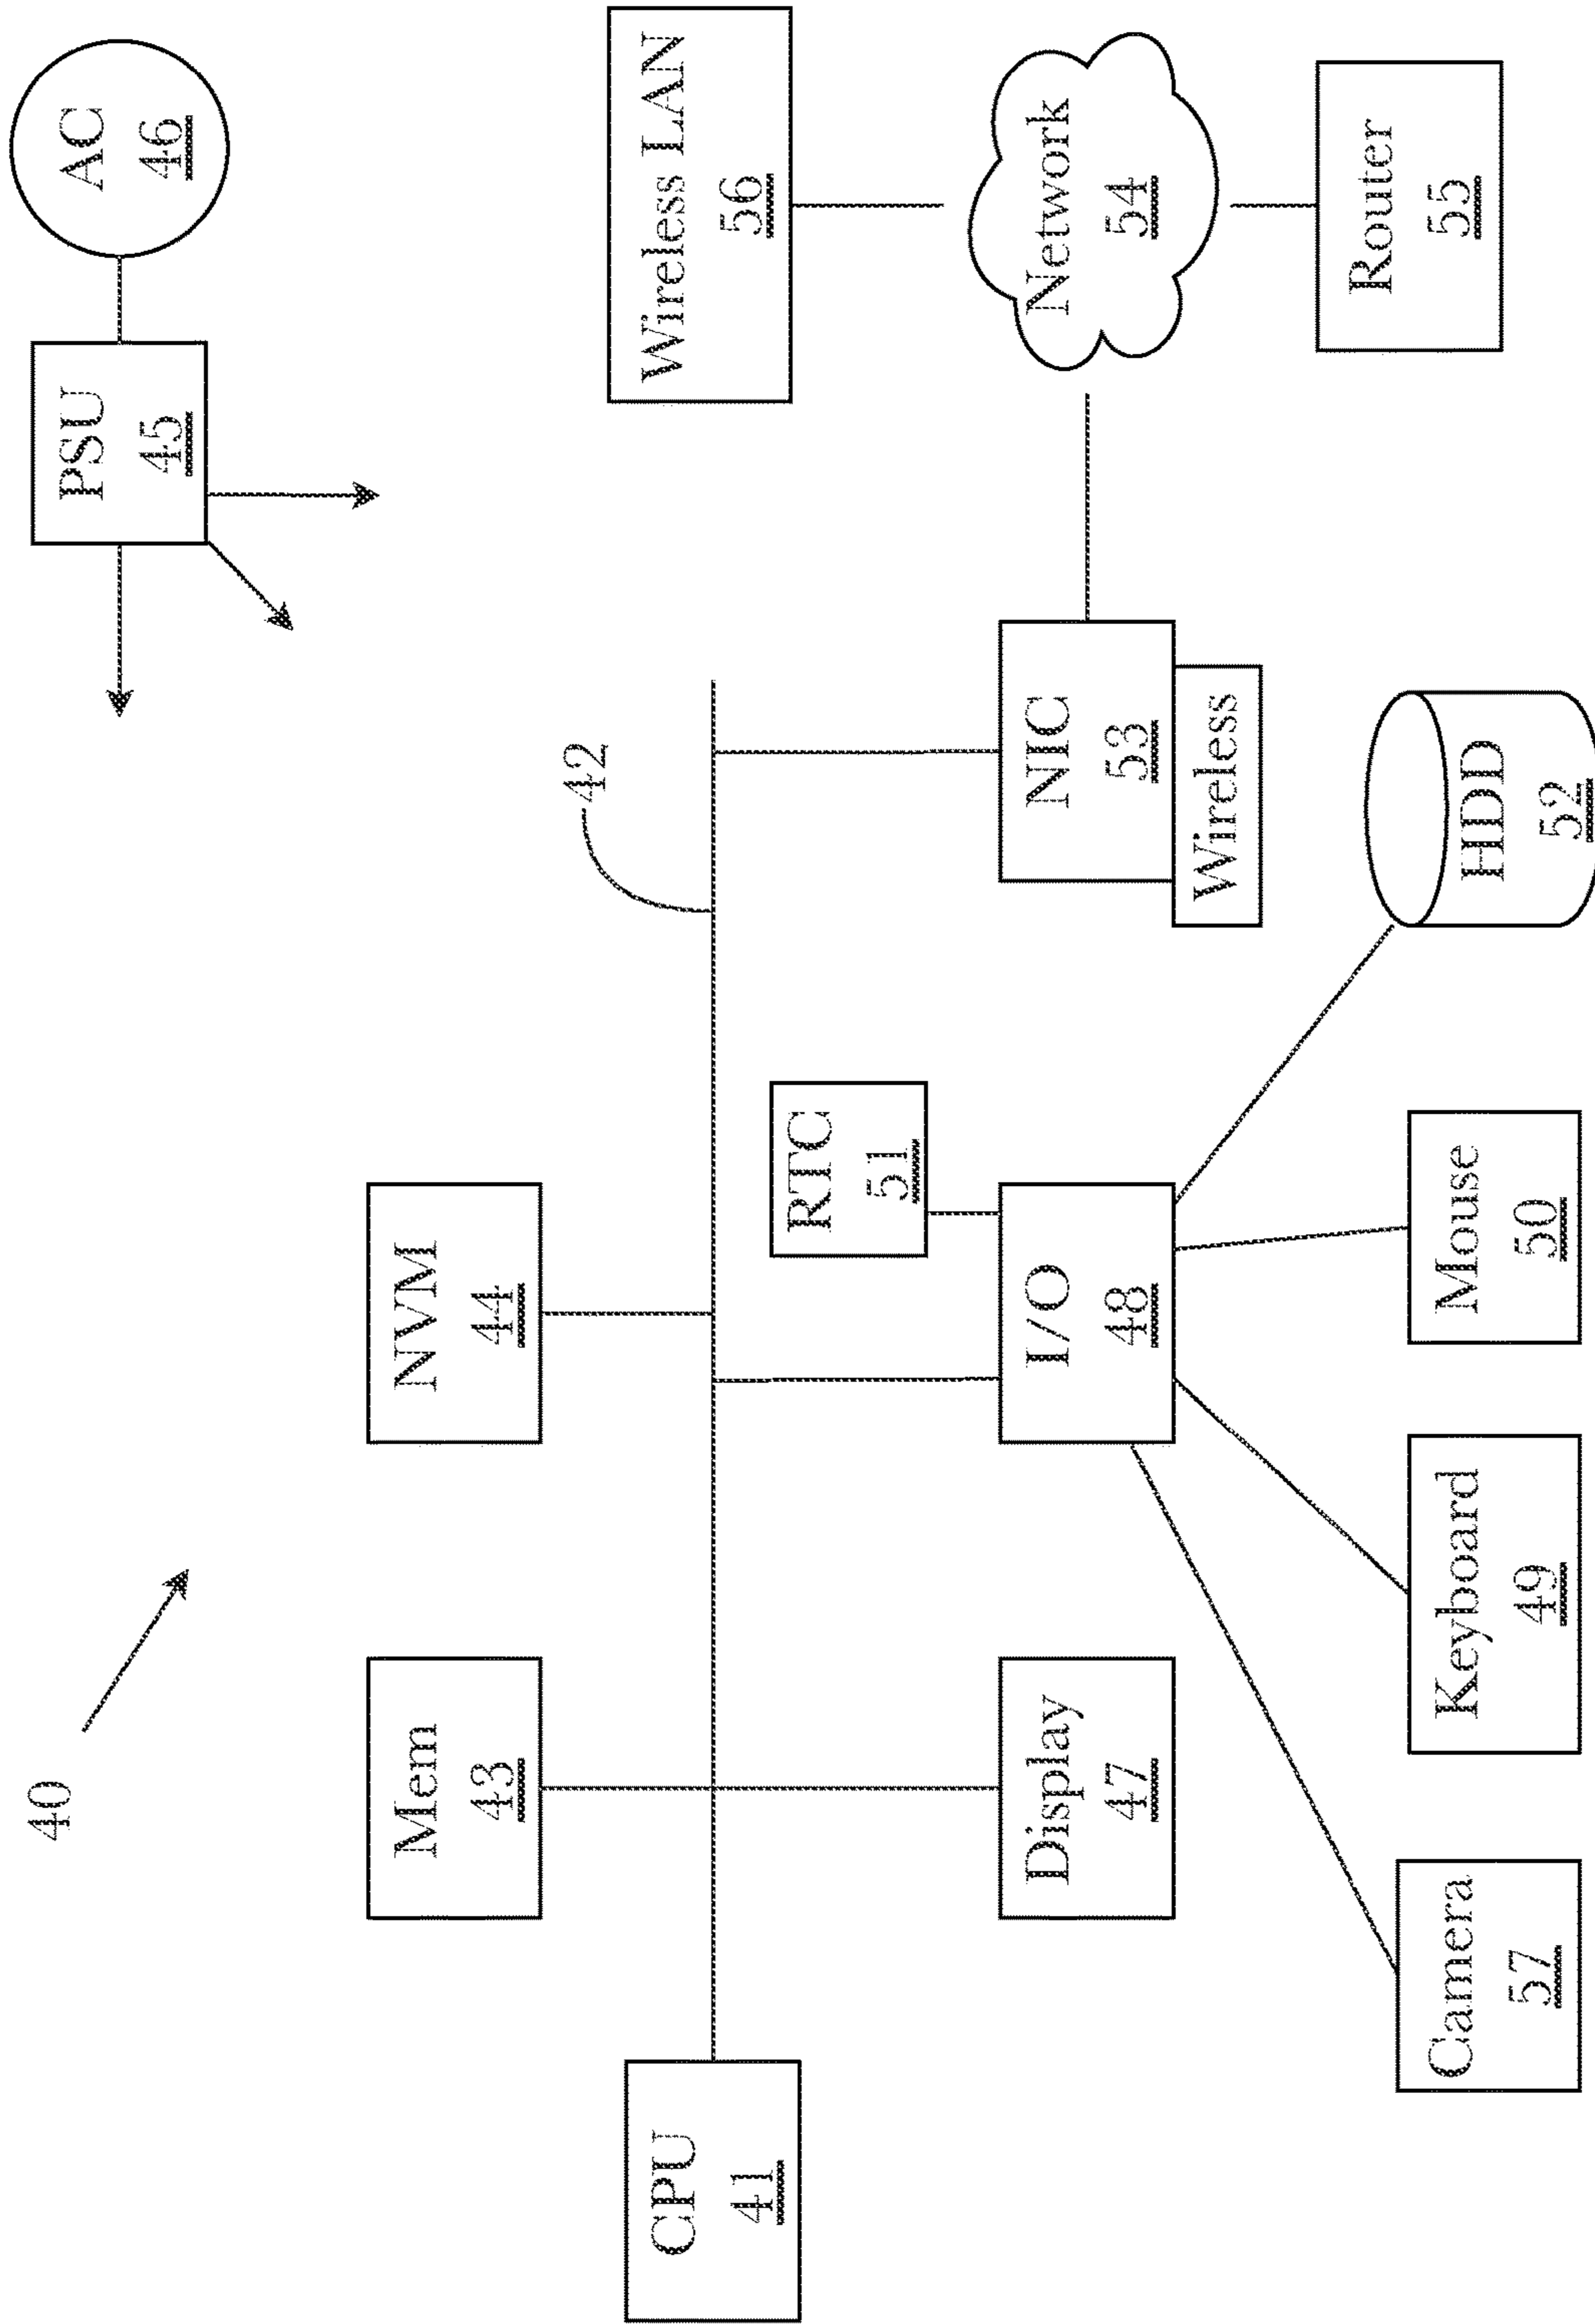 40
PSU
45
AC
46
Mem
43
NVM
44
42
CPU
41
Wireless LAN
56
RTC
51
Display
47
I/O
48
NIC
53
Wireless
Network
54
Camera
57
Keyboard
49
Mouse
50
HDD
52
Router
55